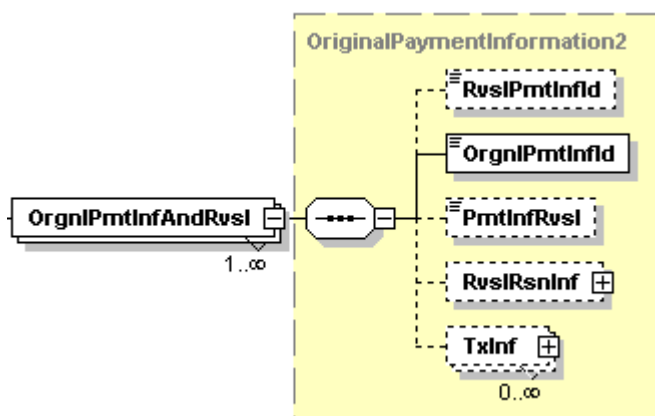 OriginalPaymentInformation2
RvslPmtInfId
OrgnlPmtInfId
OrgnlPmtInfAndRvsl
1..∞
PmtInfRvsl
RvslRsnInf
TxInf
0..∞